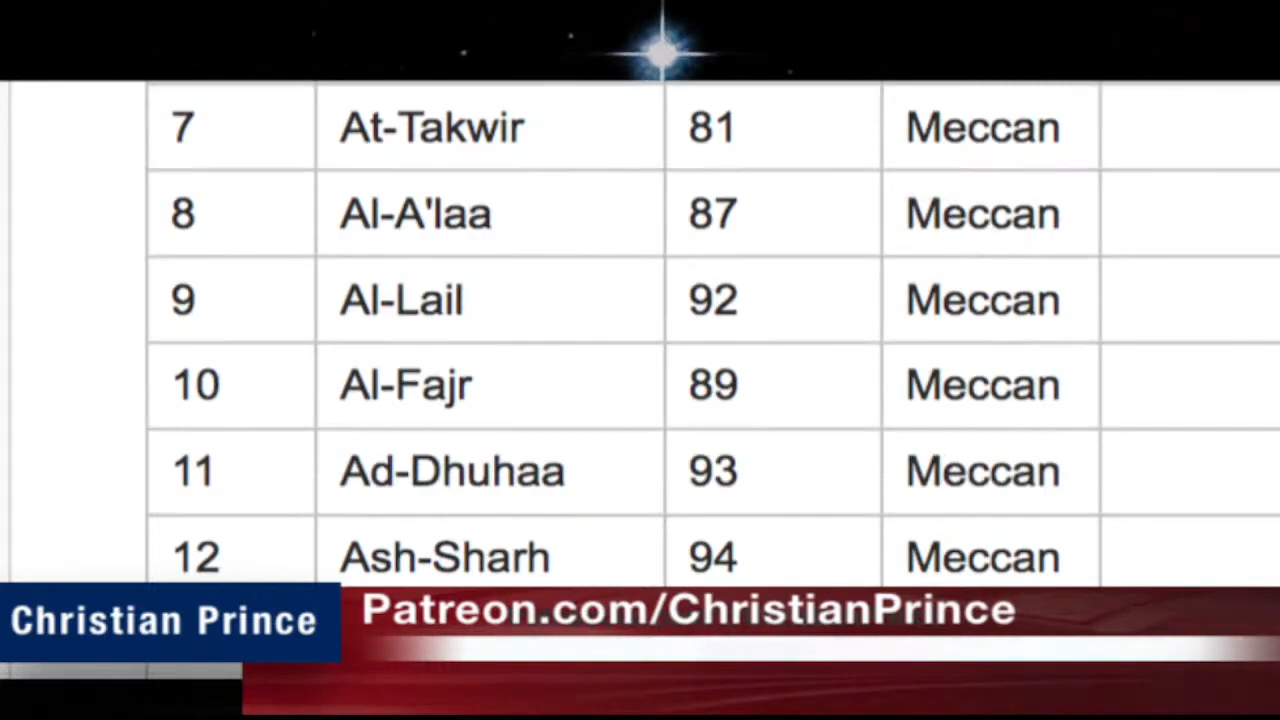 7 At-Takwir 81 Meccan
8 Al-A'laa 87 Meccan
9 Al-Lail 92 Meccan
10 Al-Fajr 89 Meccan
11 Ad-Dhuhaa 93 Meccan
12 Ash-Sharh 94 Meccan
Christian Prince
Patreon.com/ChristianPrince